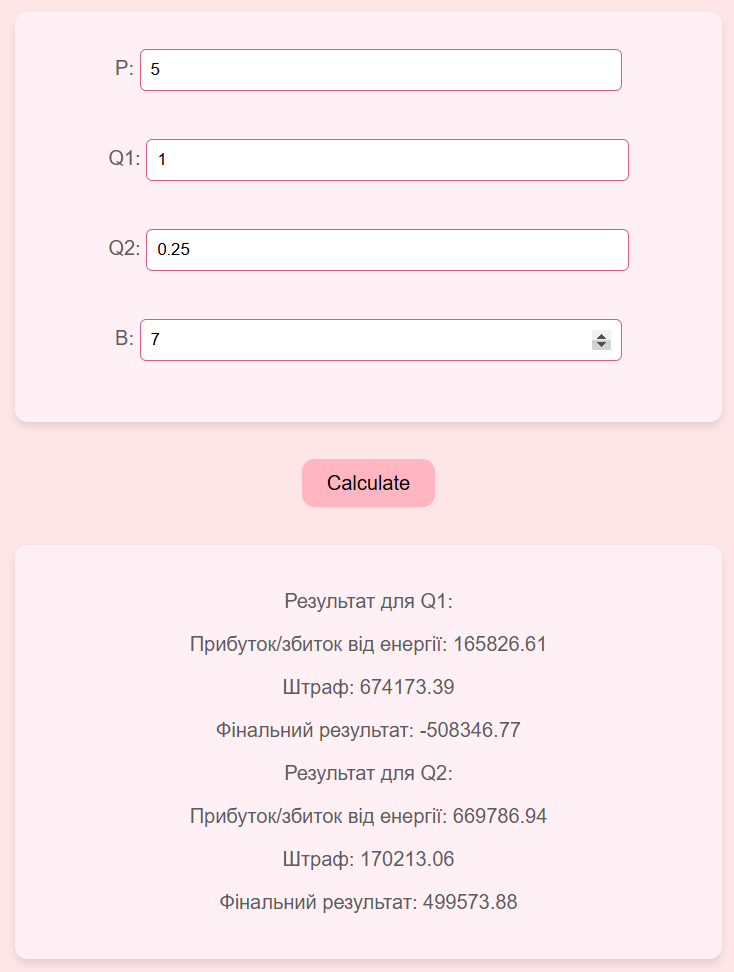 P: 5
Q1: 1
Q2: 0.25
B: 7
Calculate
Результат для Q1:
Прибуток/збиток від енергії: 165826.61
Штраф: 674173.39
Фінальний результат: -508346.77
Результат для Q2:
Прибуток/збиток від енергії: 669786.94
Штраф: 170213.06
Фінальний результат: 499573.88